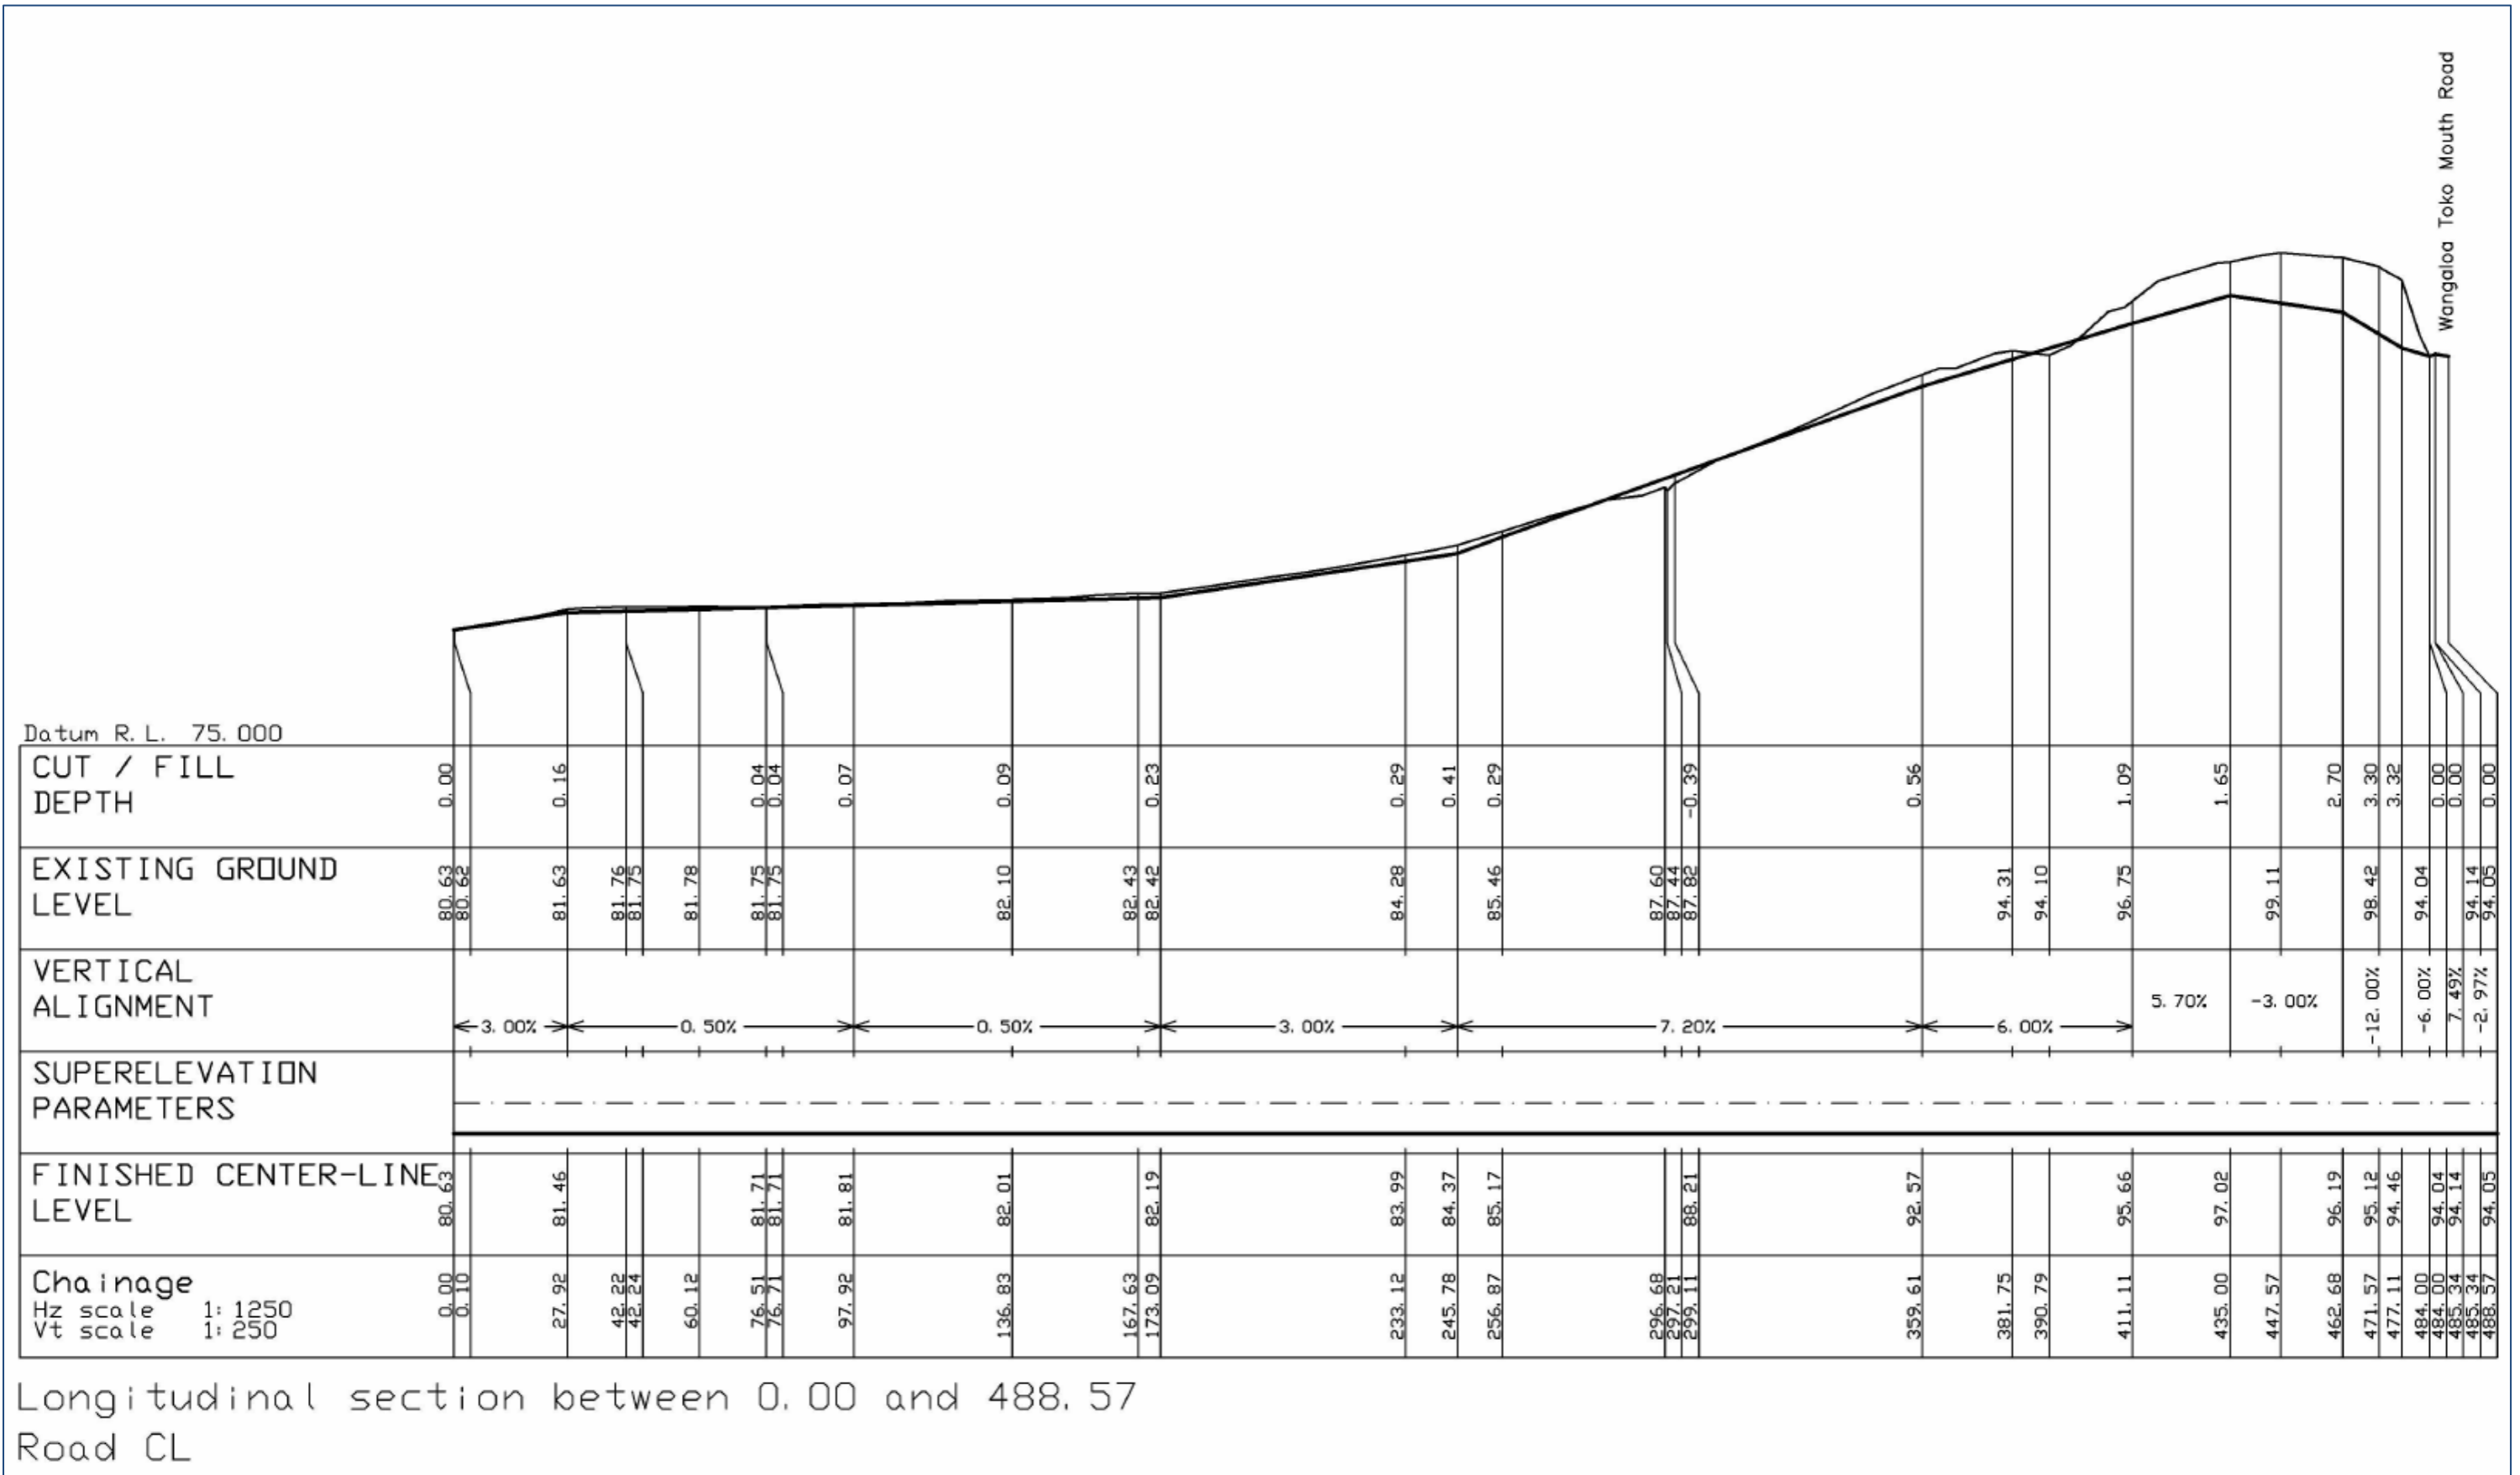 Wangaloa Toko Mouth Road
Datum R.L. 75.000
CUT / FILL
DEPTH
0.00 0.16 0.04 0.04 0.07 0.09 0.23 0.29 0.41 0.29 -0.39 0.56 1.09 1.65 2.70 3.30 3.32 0.00 0.00 0.00
EXISTING GROUND
LEVEL
80.63 80.62 81.63 81.76 81.75 81.78 81.75 81.75 82.10 82.43 82.42 84.28 85.46 87.60 87.44 87.82 94.31 94.10 96.75 99.11 98.42 94.04 94.14 94.05
VERTICAL
ALIGNMENT
3.00% 0.50% 0.50% 3.00% 7.20% 6.00% 5.70% -3.00% -12.00% -6.00% 7.49% -2.97%
SUPERELEVATION
PARAMETERS
FINISHED CENTER-LINE
LEVEL
80.63 81.46 81.71 81.71 81.81 82.01 82.19 83.99 84.37 85.17 88.21 92.57 95.66 97.02 96.19 95.12 94.46 94.04 94.14 94.05
Chainage
Hz scale 1:1250
Vt scale 1:250
0.00 0.10 27.92 42.22 42.24 60.12 76.51 76.71 97.92 136.83 167.63 173.09 233.12 245.78 256.87 296.68 297.21 299.11 359.61 381.75 390.79 411.11 435.00 447.57 462.68 471.57 477.11 484.00 484.00 485.34 485.34 488.57
Longitudinal section between 0.00 and 488.57
Road CL